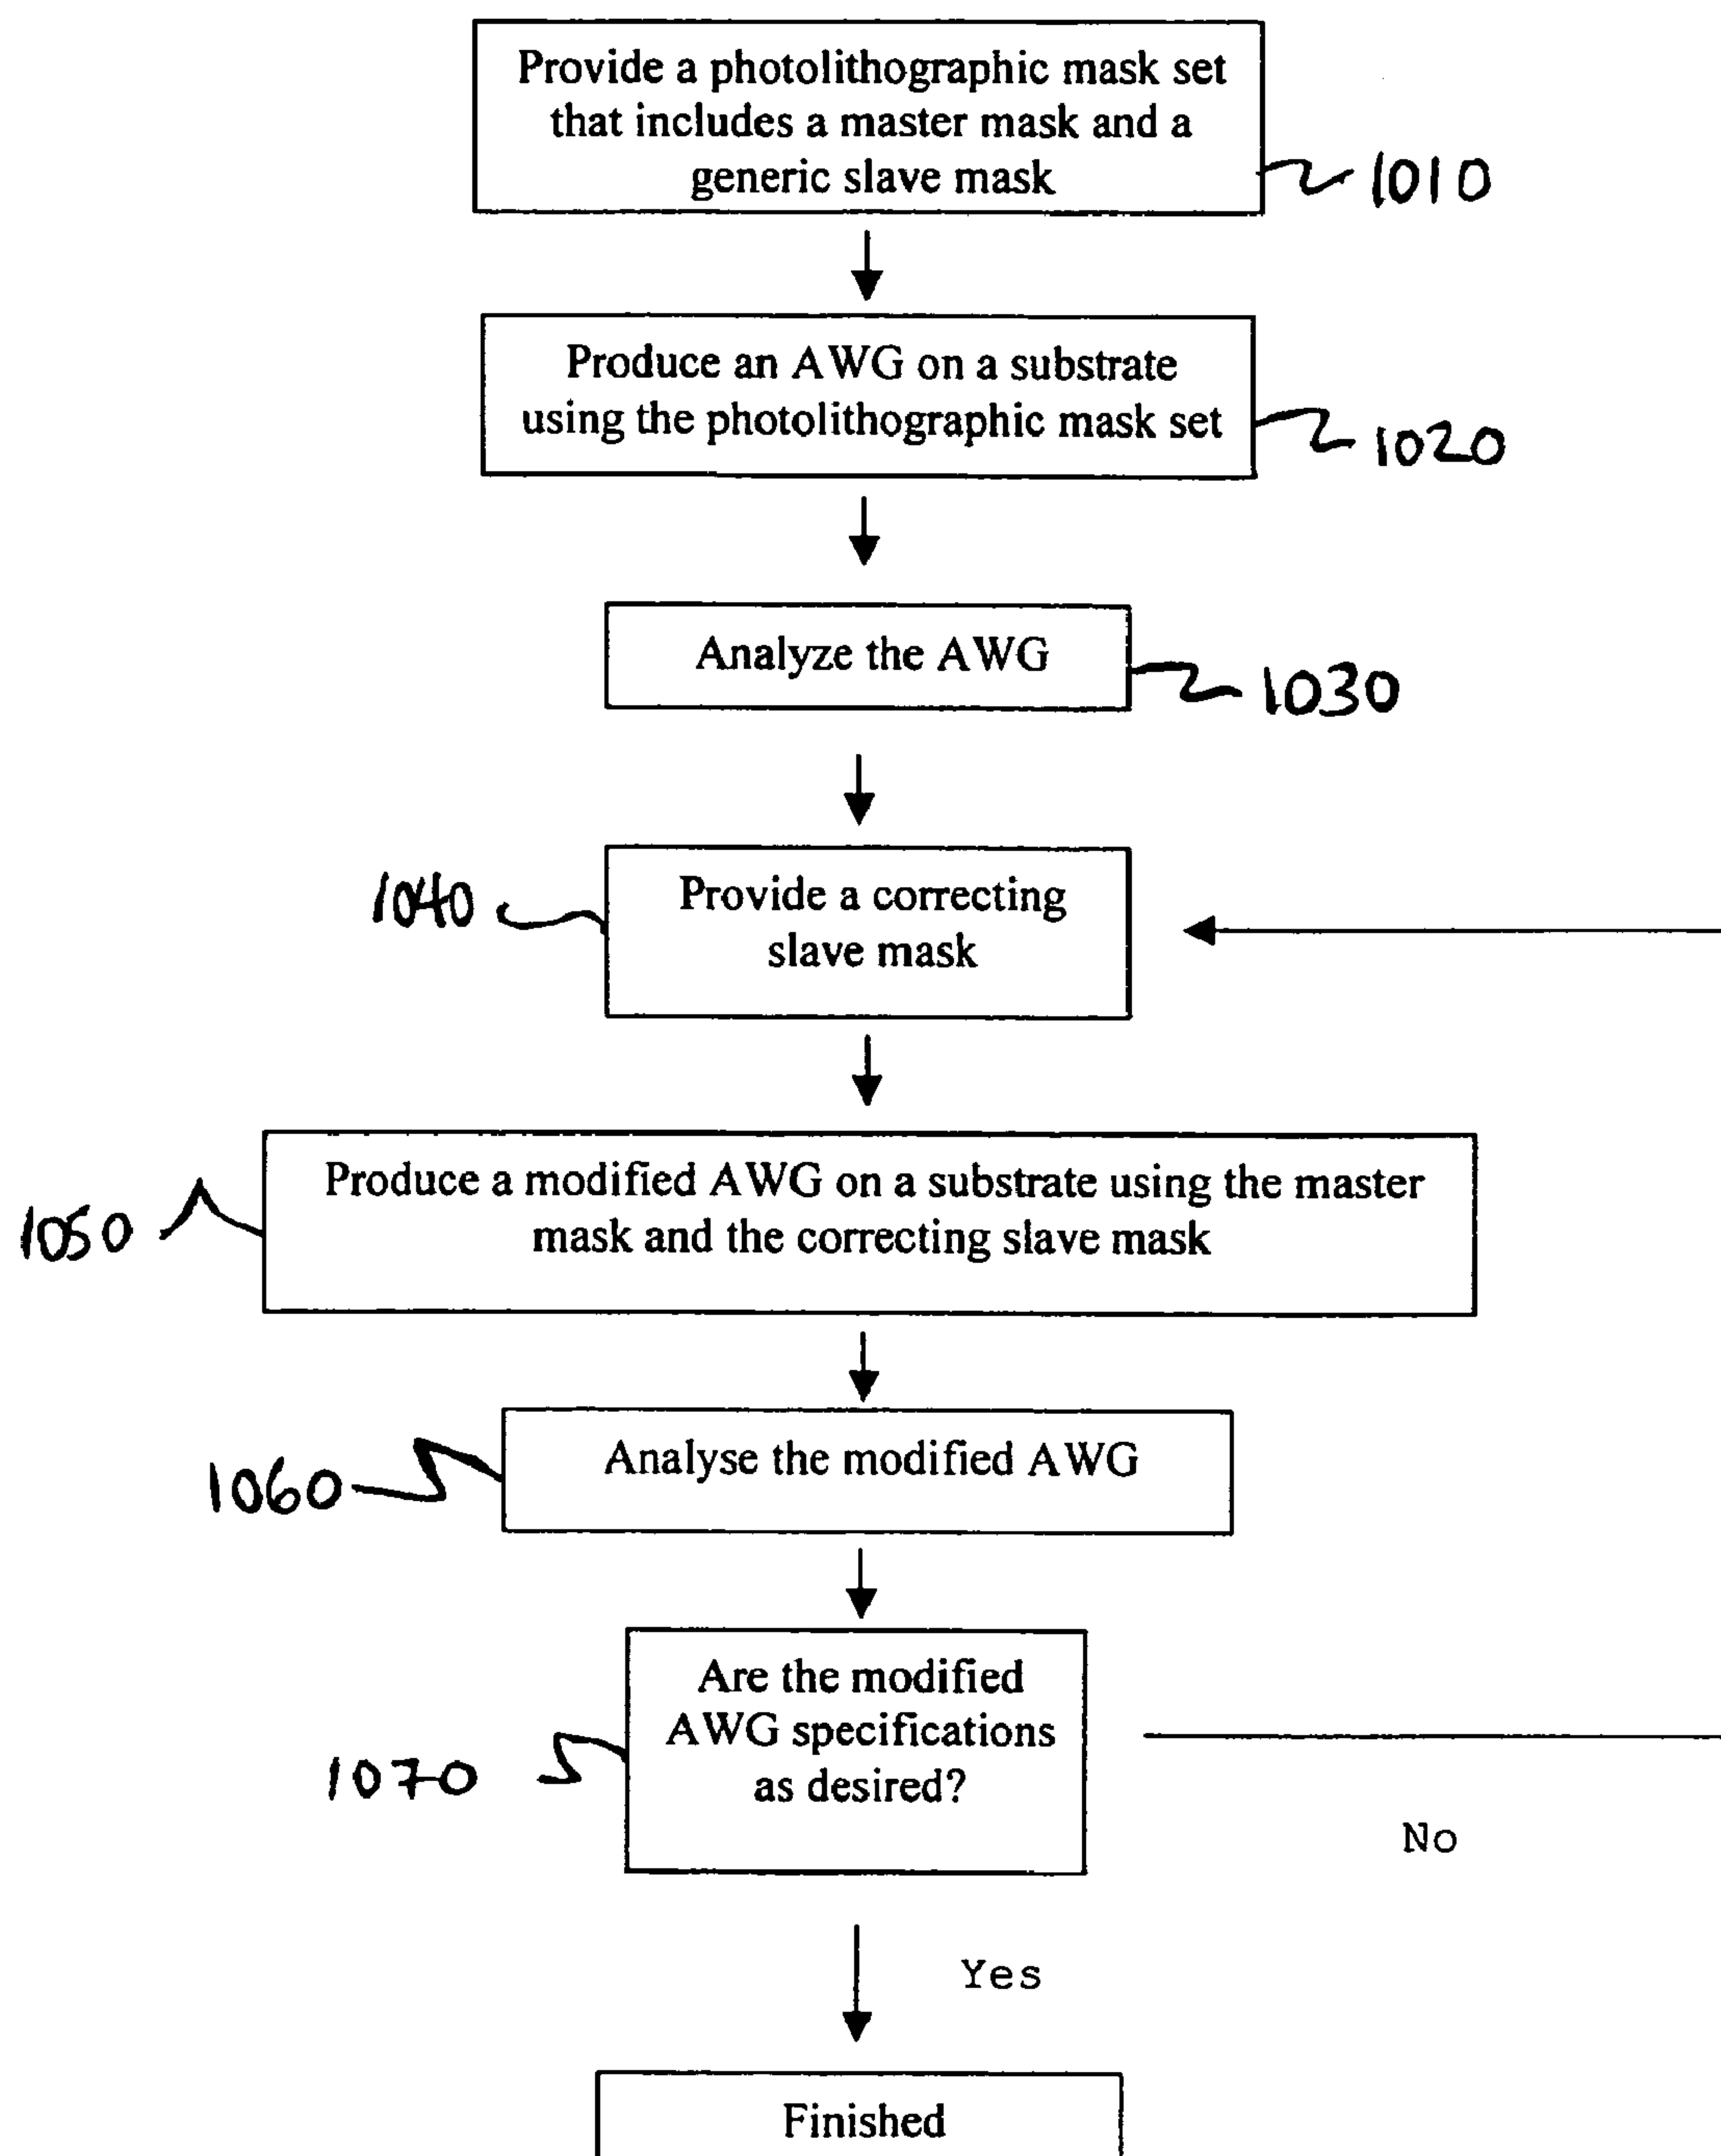 Provide a photolithographic mask set
that includes a master mask and a
generic slave mask
1010
Produce an AWG on a substrate
using the photolithographic mask set
1020
Analyze the AWG
1030
1040
Provide a correcting
slave mask
Produce a modified AWG on a substrate using the master
mask and the correcting slave mask
1050
Analyse the modified AWG
1060
Are the modified
AWG specifications
as desired?
1070
No
Yes
Finished